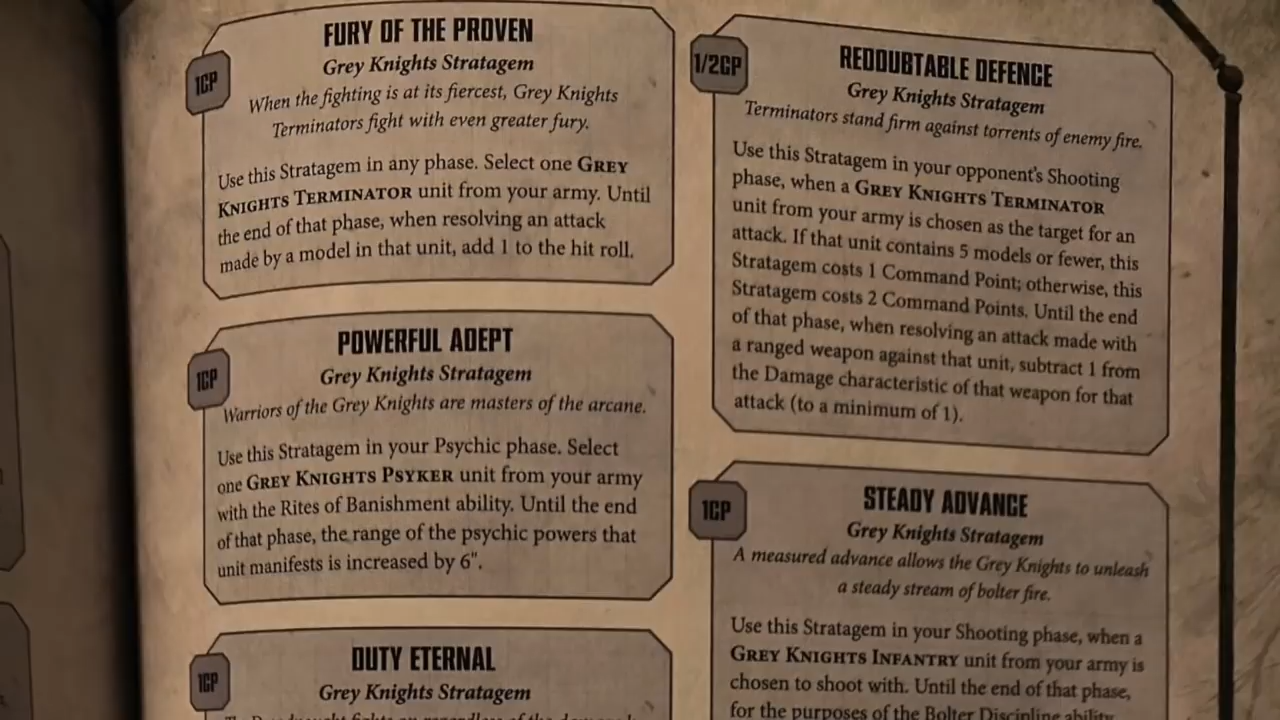 FURY OF THE PROVEN
1CP
Grey Knights Stratagem
When the fighting is at its fiercest, Grey Knights
Terminators fight with even greater fury.
Use this Stratagem in any phase. Select one GREY
KNIGHTS TERMINATOR unit from your army. Until
the end of that phase, when resolving an attack
made by a model in that unit, add 1 to the hit roll.
POWERFUL ADEPT
1CP
Grey Knights Stratagem
Warriors of the Grey Knights are masters of the arcane.
Use this Stratagem in your Psychic phase. Select
one GREY KNIGHTS PSYKER unit from your army
with the Rites of Banishment ability. Until the end
of that phase, the range of the psychic powers that
unit manifests is increased by 6".
DUTY ETERNAL
1CP
Grey Knights Stratagem
1/2CP
REDOUBTABLE DEFENCE
Grey Knights Stratagem
Terminators stand firm against torrents of enemy fire.
Use this Stratagem in your opponent's Shooting
phase, when a GREY KNIGHTS TERMINATOR
unit from your army is chosen as the target for an
attack. If that unit contains 5 models or fewer, this
Stratagem costs 1 Command Point; otherwise, this
Stratagem costs 2 Command Points. Until the end
of that phase, when resolving an attack made with
a ranged weapon against that unit, subtract 1 from
the Damage characteristic of that weapon for that
attack (to a minimum of 1).
1CP
STEADY ADVANCE
Grey Knights Stratagem
A measured advance allows the Grey Knights to unleash
a steady stream of bolter fire.
Use this Stratagem in your Shooting phase, when a
GREY KNIGHTS INFANTRY unit from your army is
chosen to shoot with. Until the end of that phase,
for the purposes of the Bolter Discipline ability,